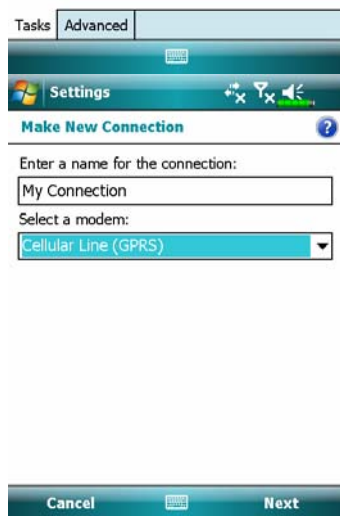 Tasks Advanced
Settings
Make New Connection ?
Enter a name for the connection:
My Connection
Select a modem:
Cellular Line (GPRS)
Cancel Next